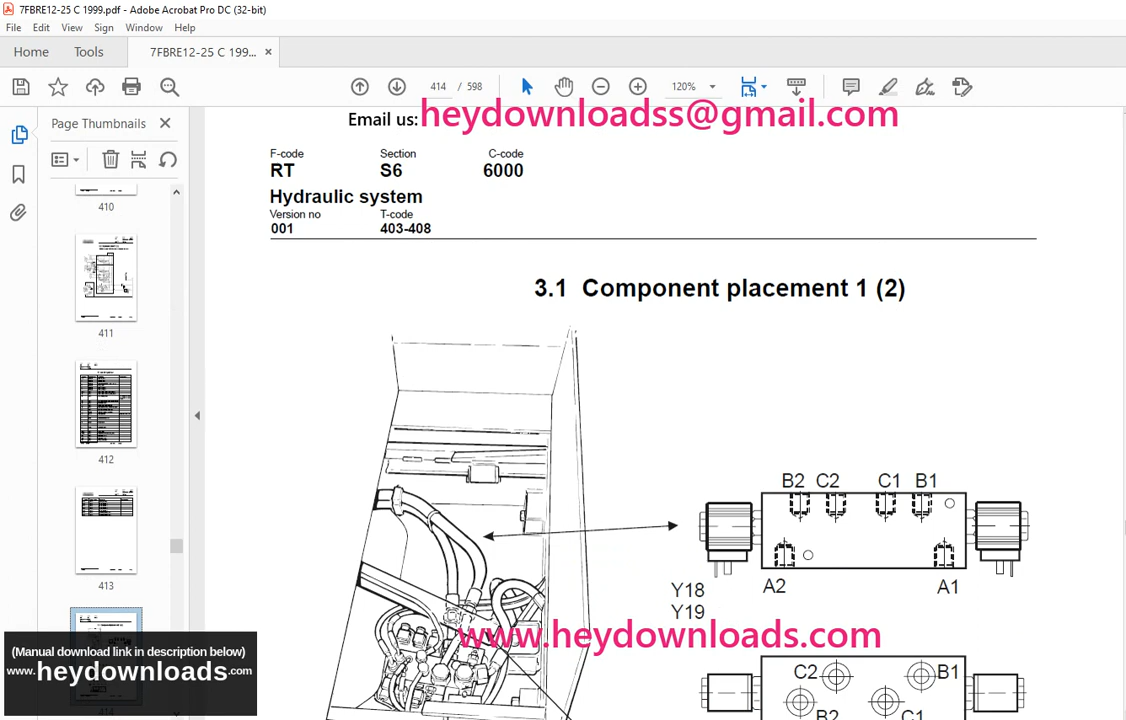 7FBRE12-25 C 1999.pdf - Adobe Acrobat Pro DC (32-bit)
File Edit View Sign Window Help
Home Tools 7FBRE12-25 C 199... ×
414 / 598 120%
Page Thumbnails
410
411
412
413
414
Email us: heydownloadss@gmail.com
F-code Section C-code
RT S6 6000
Hydraulic system
Version no T-code
001 403-408
3.1 Component placement 1 (2)
B2 C2 C1 B1
A2 A1
Y18
Y19
www.heydownloads.com
C2 B1
B2 C1
(Manual download link in description below)
www.heydownloads.com